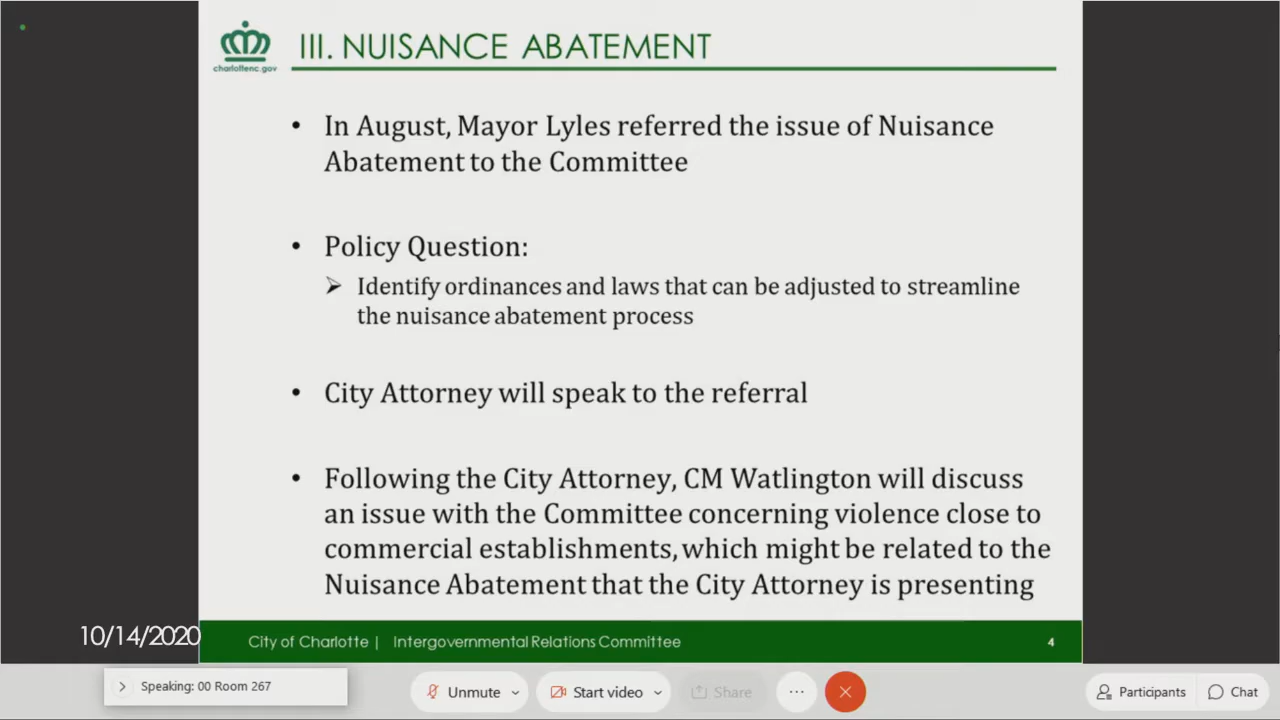 charlottenc.gov
III. NUISANCE ABATEMENT
• In August, Mayor Lyles referred the issue of Nuisance
Abatement to the Committee
• Policy Question:
➢ Identify ordinances and laws that can be adjusted to streamline
the nuisance abatement process
• City Attorney will speak to the referral
• Following the City Attorney, CM Watlington will discuss
an issue with the Committee concerning violence close to
commercial establishments, which might be related to the
Nuisance Abatement that the City Attorney is presenting
10/14/2020
City of Charlotte | Intergovernmental Relations Committee 4
Speaking: 00 Room 267
Unmute Start video Share Participants Chat